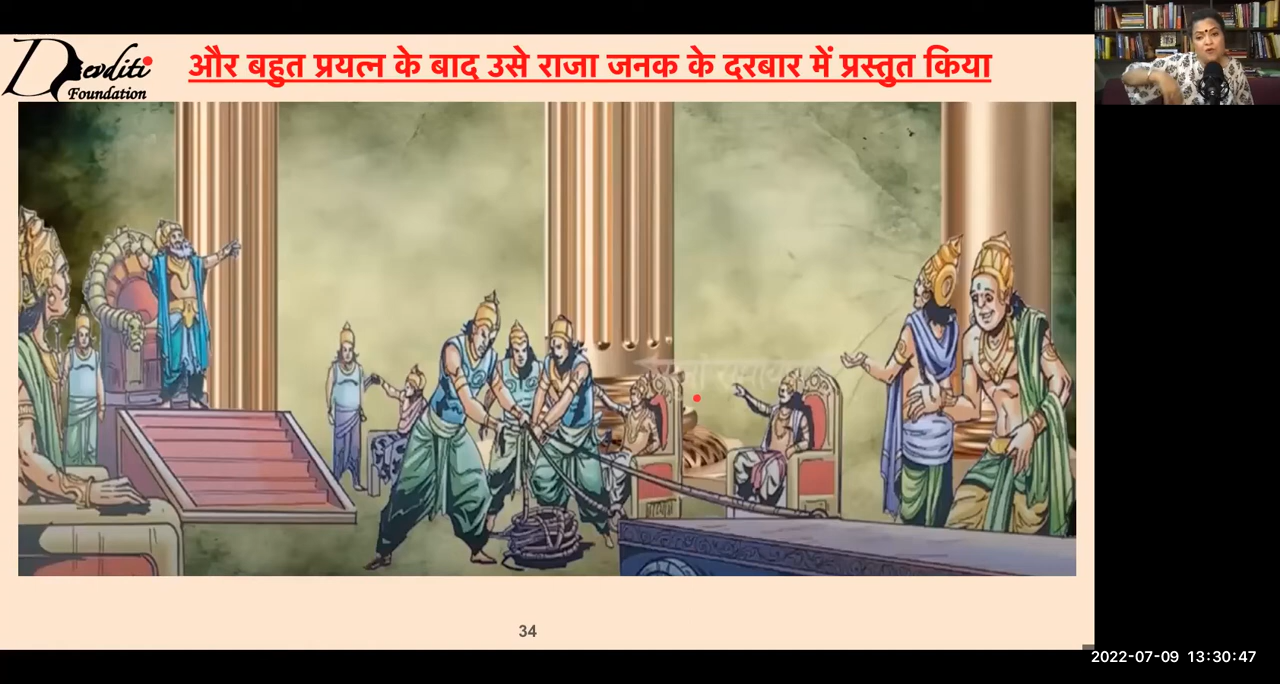 Devditi
Foundation
और बहुत प्रयत्न के बाद उसे राजा जनक के दरबार में प्रस्तुत किया
34
2022-07-09 13:30:47